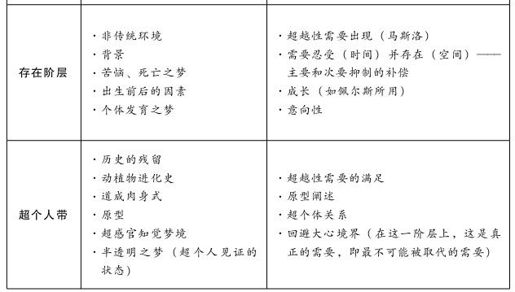 存在阶层
·非传统环境
·背景
·苦恼、死亡之梦
·出生前后的因素
·个体发育之梦
·超越性需要出现（马斯洛）
·需要忍受（时间）并存在（空间）——
主要和次要抑制的补偿
·成长（如佩尔斯所用）
·意向性
超个人带
·历史的残留
·动植物进化史
·道成肉身式
·原型
·超感官知觉梦境
·半透明之梦（超个人见证的
状态）
·超越性需要的满足
·原型阐述
·超个体关系
·回避大心境界（在这一阶层上，这是真
正的需要，即最不可能被取代的需要）